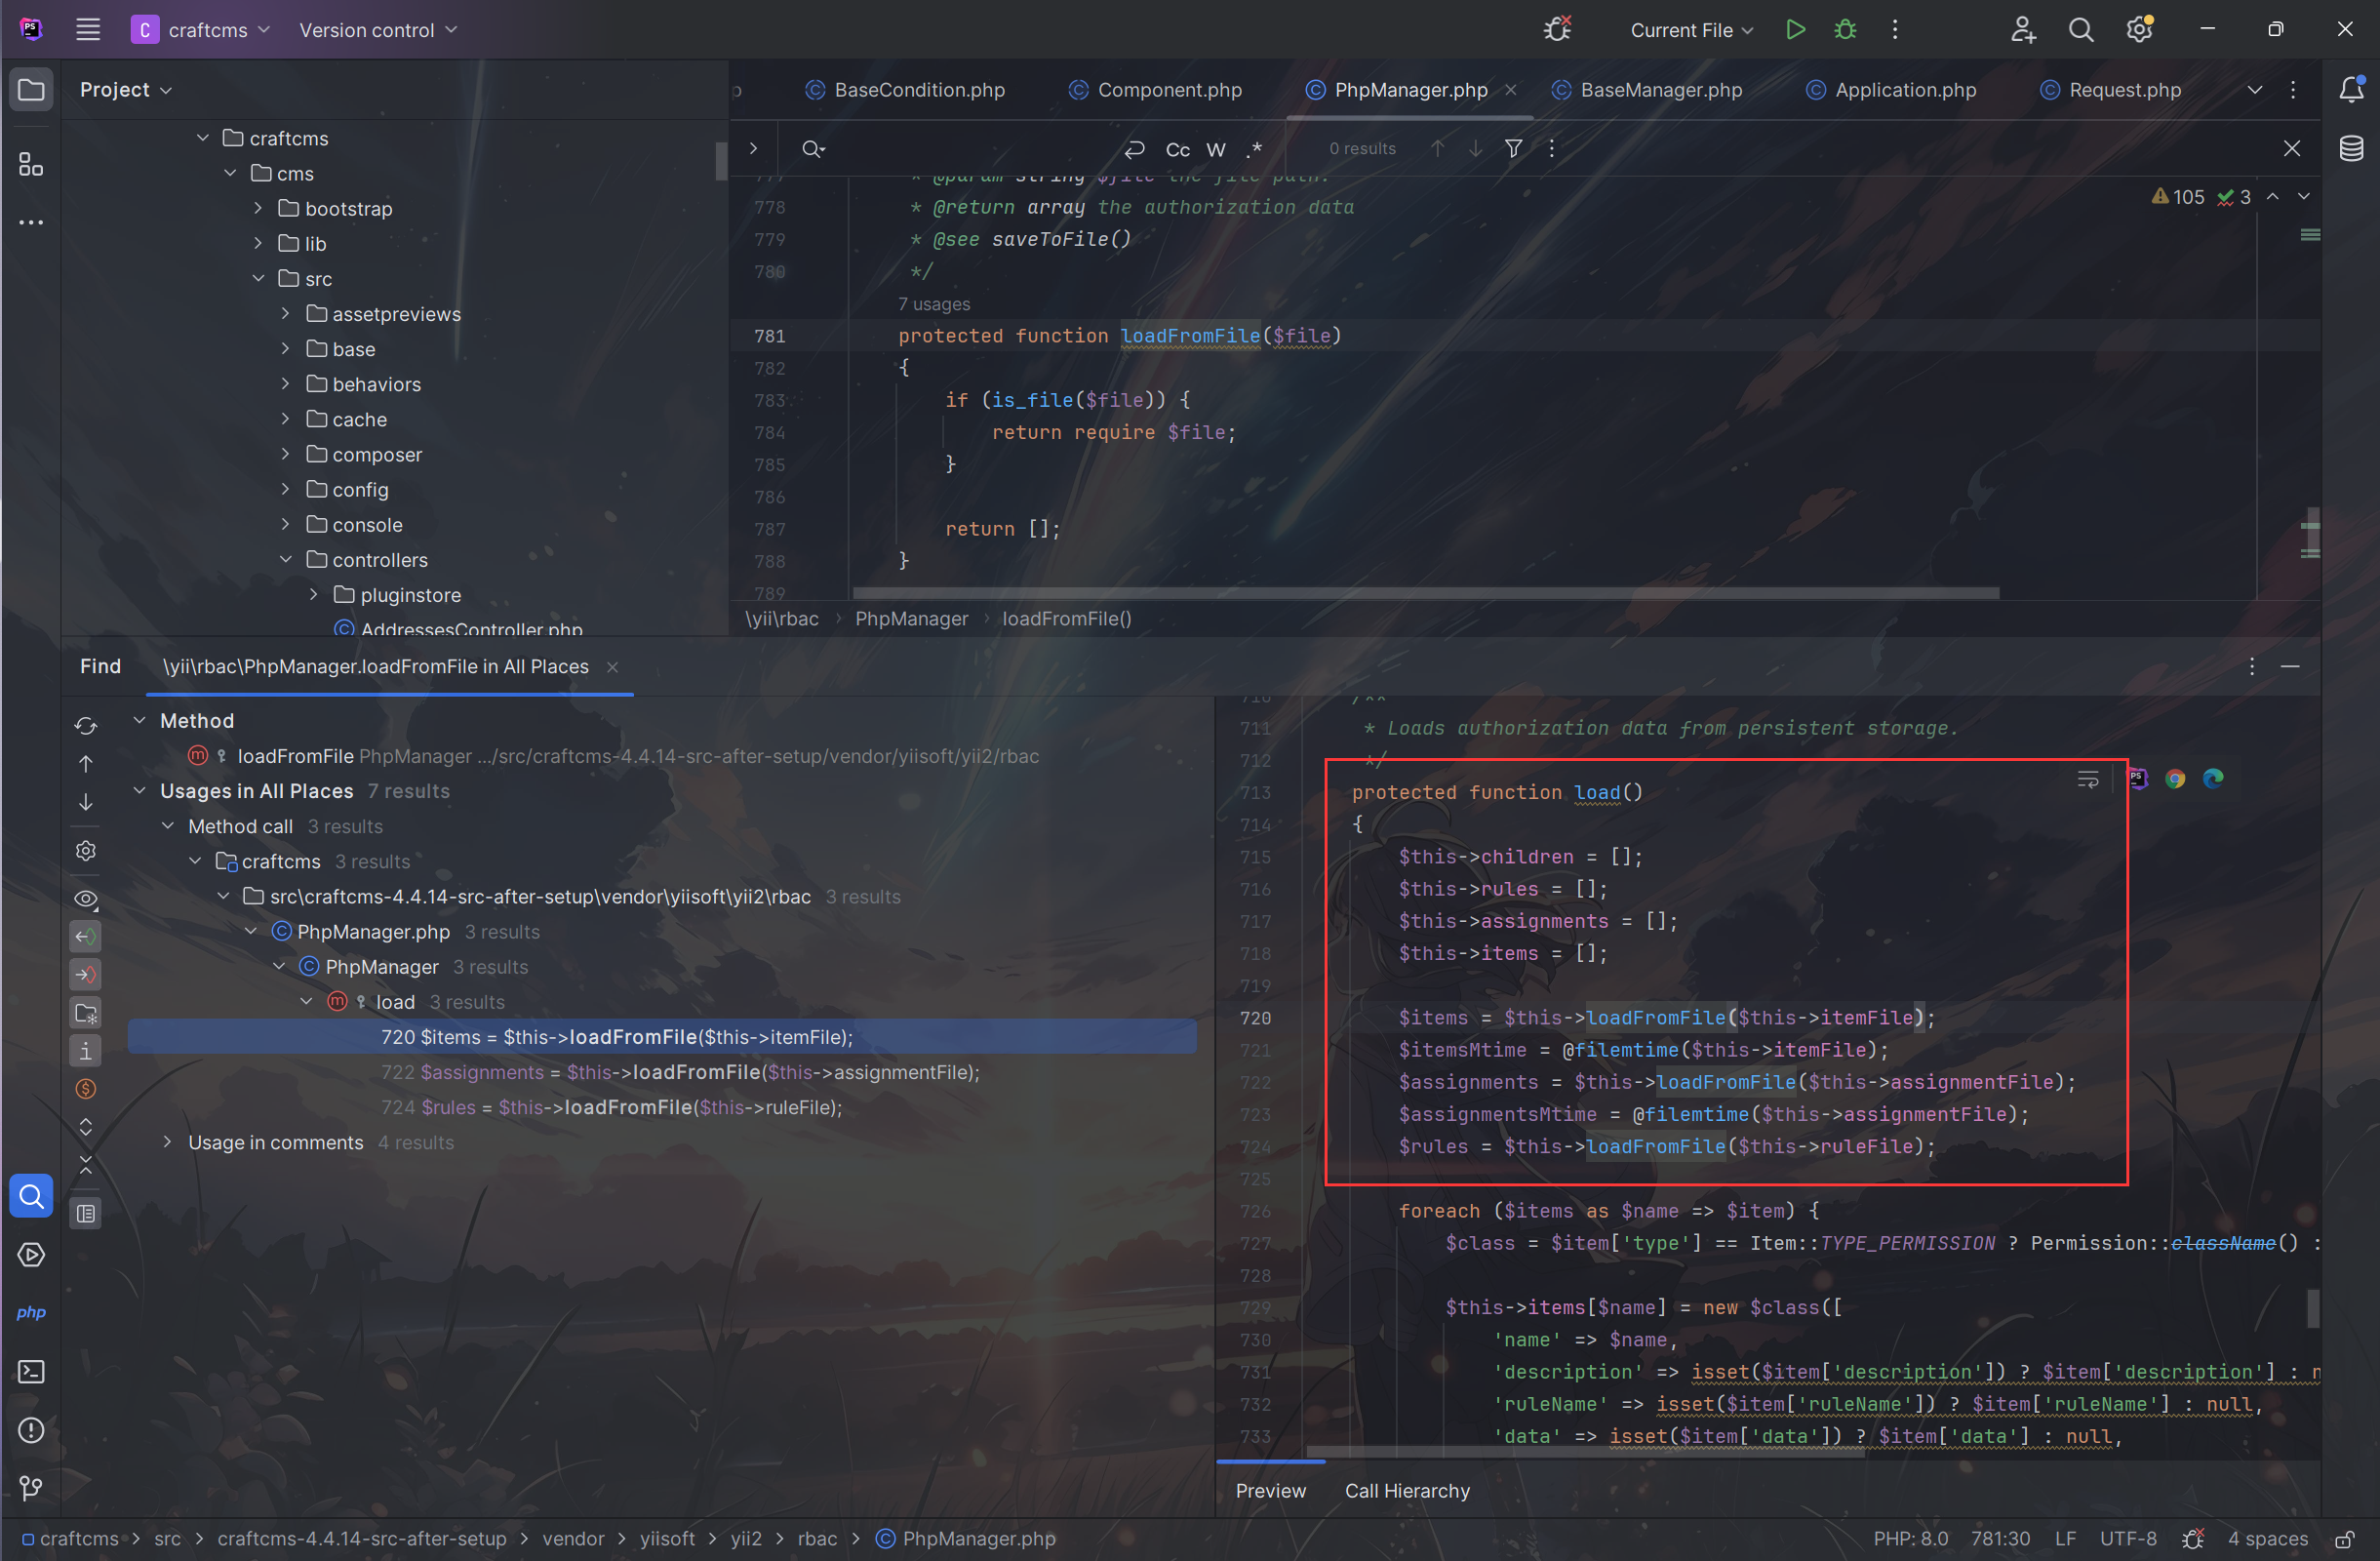 C craftcms Version control Current File
Project
BaseCondition.php Component.php PhpManager.php BaseManager.php Application.php Request.php
Cc W .* 0 results
105 3
craftcms
cms
bootstrap
lib
src
assetpreviews
base
behaviors
cache
composer
config
console
controllers
pluginstore
AddressesController.php
777 * @param string $file the file path.
778 * @return array the authorization data
779 * @see saveToFile()
780 */
7 usages
781 protected function loadFromFile($file)
782 {
783 if (is_file($file)) {
784 return require $file;
785 }
786
787 return [];
788 }
789
\yii\rbac PhpManager loadFromFile()
Find \yii\rbac\PhpManager.loadFromFile in All Places
Method
loadFromFile PhpManager .../src/craftcms-4.4.14-src-after-setup/vendor/yiisoft/yii2/rbac
Usages in All Places 7 results
Method call 3 results
craftcms 3 results
src\craftcms-4.4.14-src-after-setup\vendor\yiisoft\yii2\rbac 3 results
PhpManager.php 3 results
PhpManager 3 results
load 3 results
720 $items = $this->loadFromFile($this->itemFile);
722 $assignments = $this->loadFromFile($this->assignmentFile);
724 $rules = $this->loadFromFile($this->ruleFile);
Usage in comments 4 results
php
710 /**
711 * Loads authorization data from persistent storage.
712 */
713 protected function load()
714 {
715 $this->children = [];
716 $this->rules = [];
717 $this->assignments = [];
718 $this->items = [];
719
720 $items = $this->loadFromFile($this->itemFile);
721 $itemsMtime = @filemtime($this->itemFile);
722 $assignments = $this->loadFromFile($this->assignmentFile);
723 $assignmentsMtime = @filemtime($this->assignmentFile);
724 $rules = $this->loadFromFile($this->ruleFile);
725
726 foreach ($items as $name => $item) {
727 $class = $item['type'] == Item::TYPE_PERMISSION ? Permission::className() :
728
729 $this->items[$name] = new $class([
730 'name' => $name,
731 'description' => isset($item['description']) ? $item['description'] : n
732 'ruleName' => isset($item['ruleName']) ? $item['ruleName'] : null,
733 'data' => isset($item['data']) ? $item['data'] : null,
Preview Call Hierarchy
craftcms > src > craftcms-4.4.14-src-after-setup > vendor > yiisoft > yii2 > rbac > PhpManager.php PHP: 8.0 781:30 LF UTF-8 4 spaces